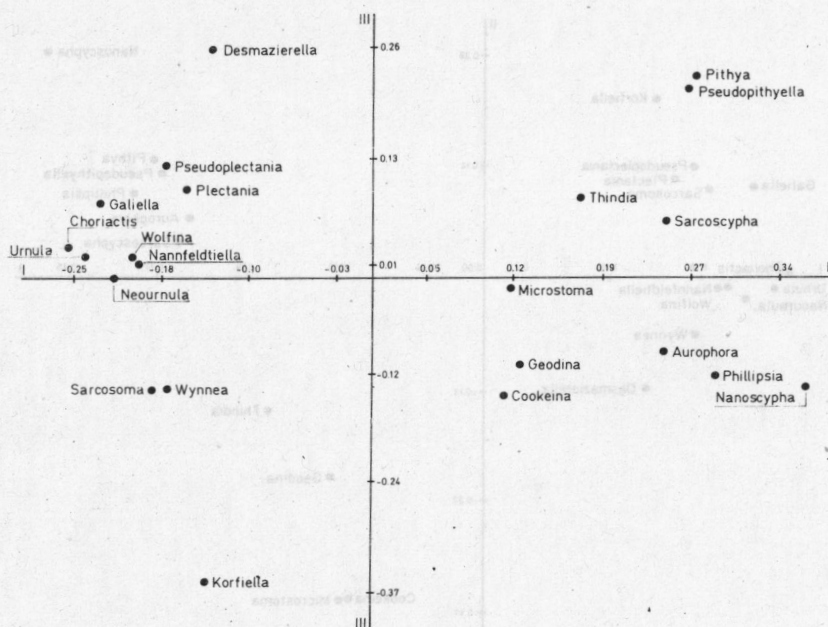 III
0.26
Desmazierella
Pithya
Pseudopithyella
0.13
Pseudoplectania
Plectania
Galiella
Thindia
Choriactis
Sarcoscypha
Urnula
Wolfina
Nannfeldtiella
0.01
I
-0.25
-0.18
-0.10
-0.03
0.05
0.12
0.19
0.27
0.34
Neournula
Microstoma
Aurophora
Geodina
-0.12
Phillipsia
Sarcosoma
Wynnea
Cookeina
Nanoscypha
-0.24
Korfiella
-0.37
III